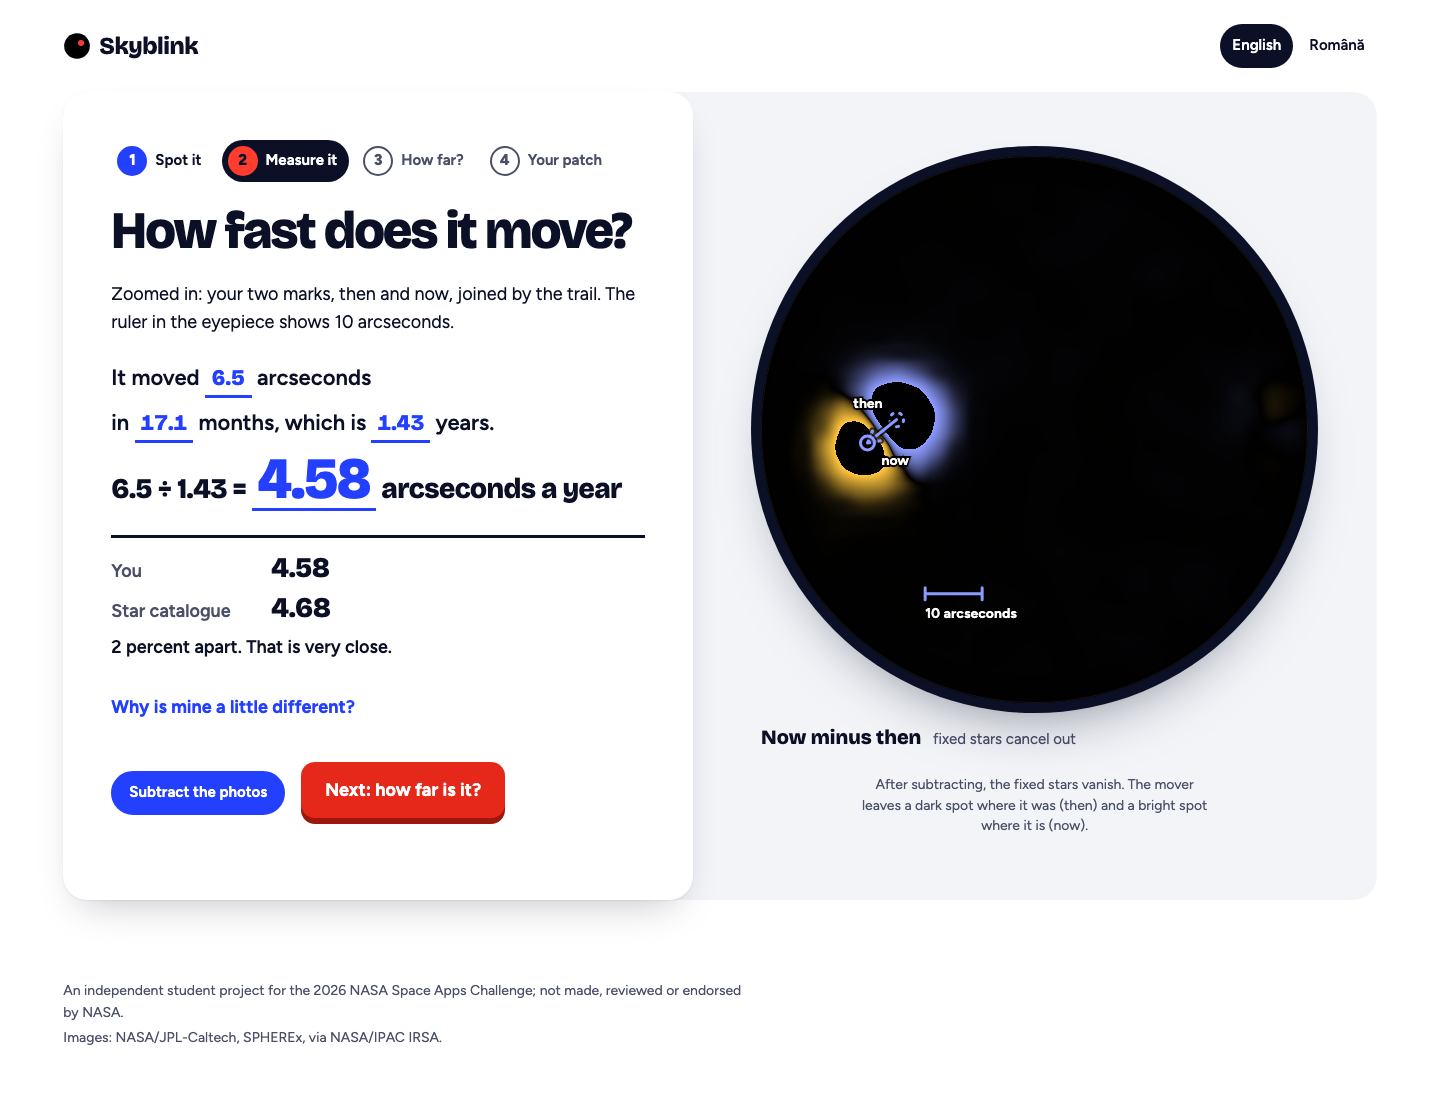 Skyblink
English Română
1 Spot it 2 Measure it 3 How far? 4 Your patch
How fast does it move?
Zoomed in: your two marks, then and now, joined by the trail. The
ruler in the eyepiece shows 10 arcseconds.
It moved 6.5 arcseconds
in 17.1 months, which is 1.43 years.
6.5 ÷ 1.43 = 4.58 arcseconds a year
You 4.58
Star catalogue 4.68
2 percent apart. That is very close.
Why is mine a little different?
Subtract the photos Next: how far is it?
then
now
10 arcseconds
Now minus then fixed stars cancel out
After subtracting, the fixed stars vanish. The mover
leaves a dark spot where it was (then) and a bright spot
where it is (now).
An independent student project for the 2026 NASA Space Apps Challenge; not made, reviewed or endorsed
by NASA.
Images: NASA/JPL-Caltech, SPHEREx, via NASA/IPAC IRSA.